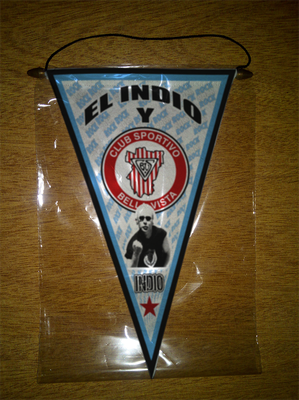 EL INDIO
Y
CLUB SPORTIVO
BELLA VISTA
INDIO